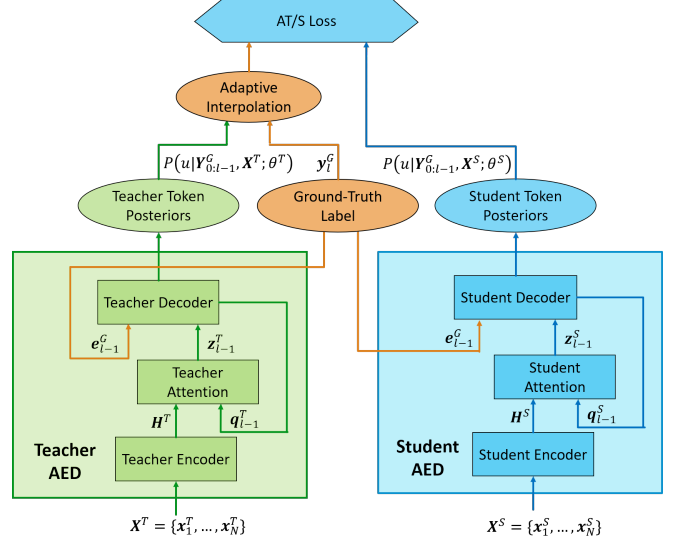 AT/S Loss
Adaptive
Interpolation
P(u|Y^G_{0:l−1}, X^T; θ^T)
y^G_l
P(u|Y^G_{0:l−1}, X^S; θ^S)
Teacher Token
Posteriors
Ground-Truth
Label
Student Token
Posteriors
Teacher Decoder
Student Decoder
e^G_{l−1}
z^T_{l−1}
e^G_{l−1}
z^S_{l−1}
Teacher
Attention
Student
Attention
H^T
q^T_{l−1}
H^S
q^S_{l−1}
Teacher
AED
Teacher Encoder
Student
AED
Student Encoder
X^T = {x^T_1, ..., x^T_N}
X^S = {x^S_1, ..., x^S_N}